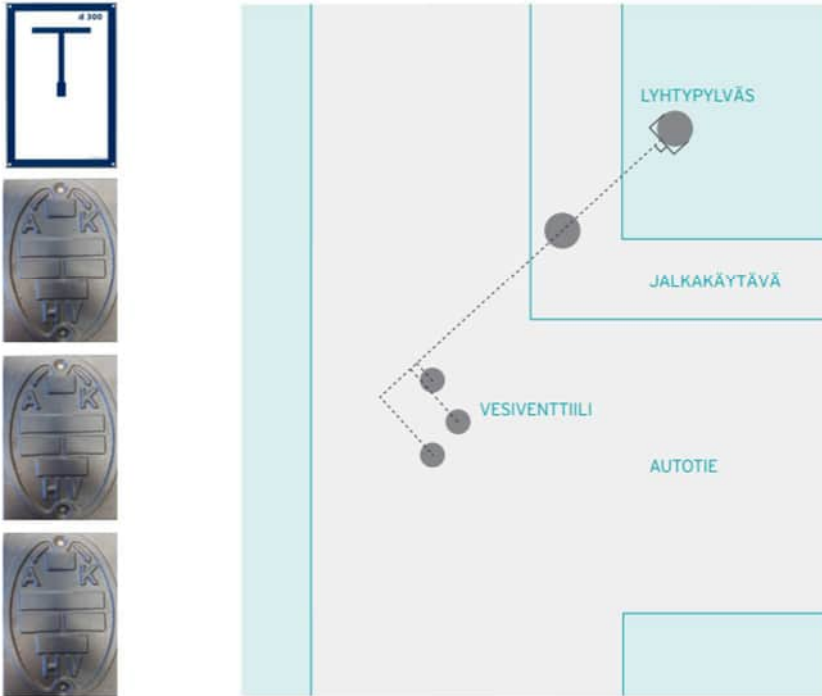 d 300
T
A K
HV
A K
HV
A K
HV
LYHTYPYLVÄS
JALKAKÄYTÄVÄ
VESIVENTTIILI
AUTOTIE